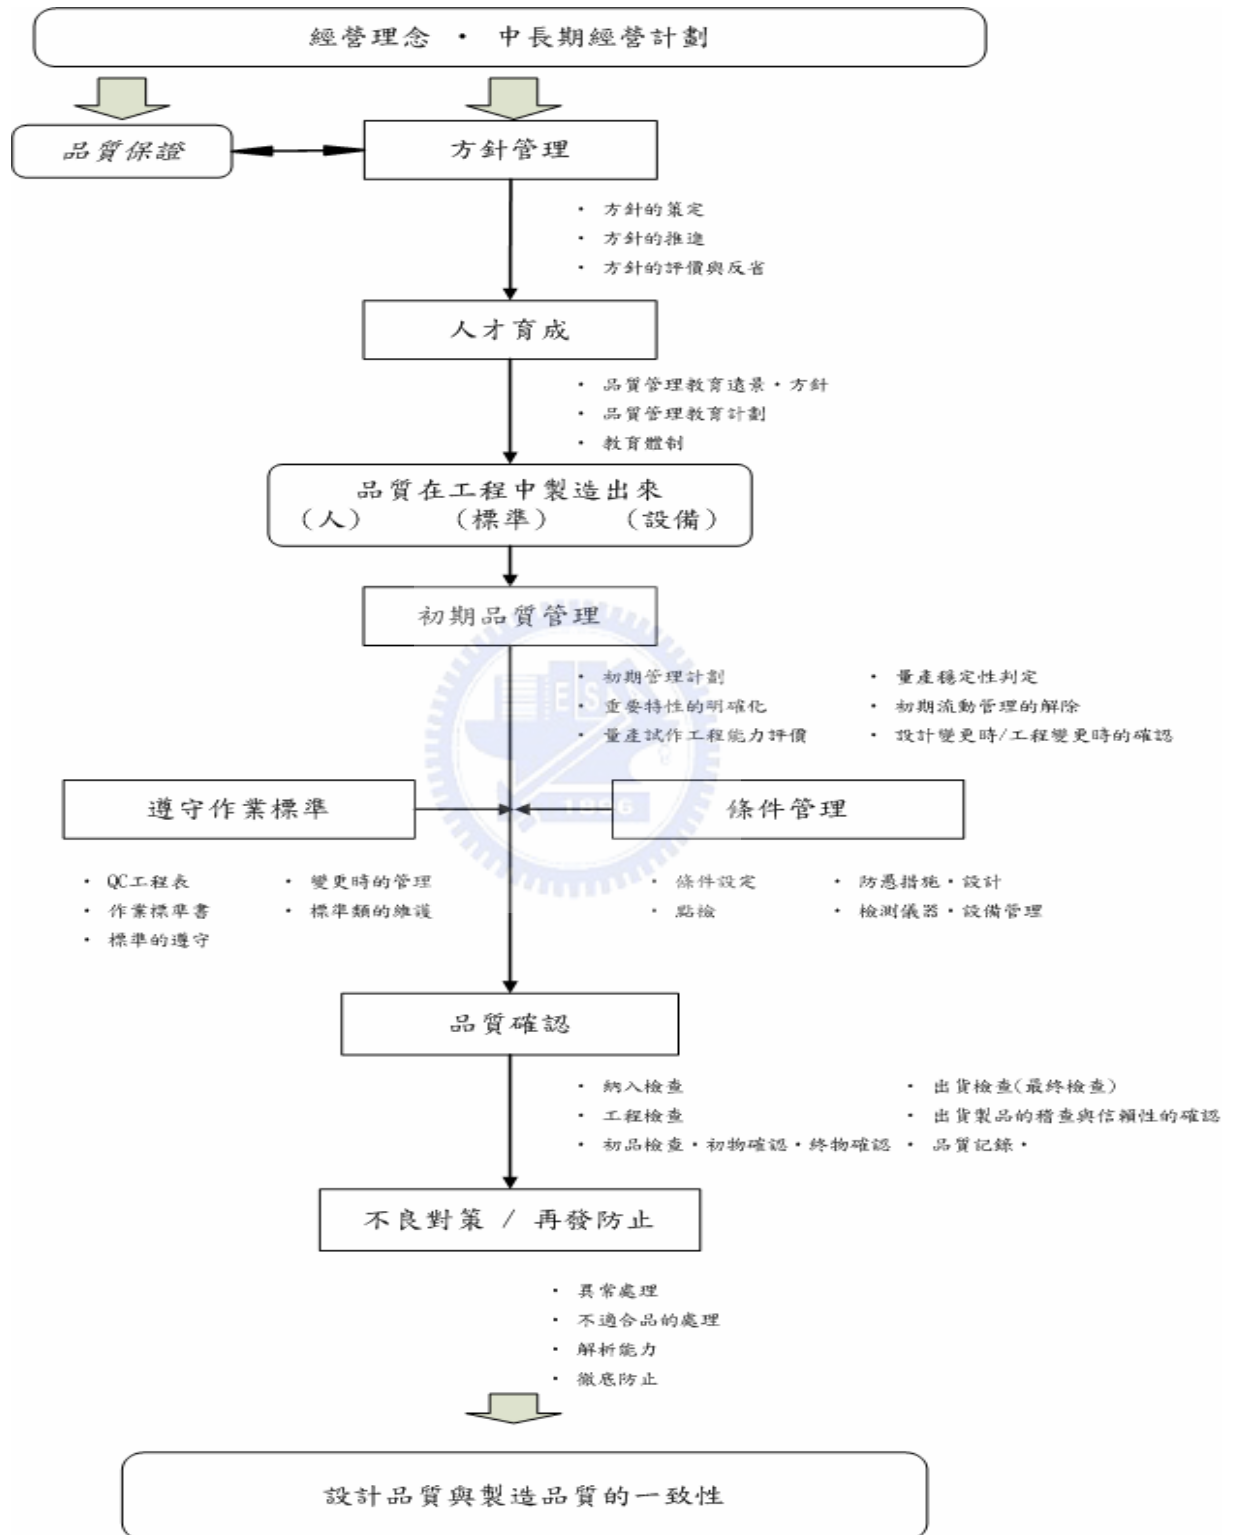 經營理念 ・ 中長期經營計劃
品質保證
方針管理
・ 方針的策定
・ 方針的推進
・ 方針的評價與反省
人才育成
・ 品質管理教育遠景・方針
・ 品質管理教育計劃
・ 教育體制
品質在工程中製造出來
(人) (標準) (設備)
初期品質管理
・ 初期管理計劃
・ 重要特性的明確化
・ 量產試作工程能力評價
・ 量產穩定性判定
・ 初期流動管理的解除
・ 設計變更時/工程變更時的確認
ES
1966
遵守作業標準
條件管理
・ QC工程表
・ 作業標準書
・ 標準的遵守
・ 變更時的管理
・ 標準類的維護
・ 條件設定
・ 點檢
・ 防愚措施・設計
・ 檢測儀器・設備管理
品質確認
・ 納入檢查
・ 工程檢查
・ 初品檢查・初物確認・終物確認
・ 出貨檢查(最終檢查)
・ 出貨製品的稽查與信賴性的確認
・ 品質記錄・
不良對策 / 再發防止
・ 異常處理
・ 不適合品的處理
・ 解析能力
・ 徹底防止
設計品質與製造品質的一致性